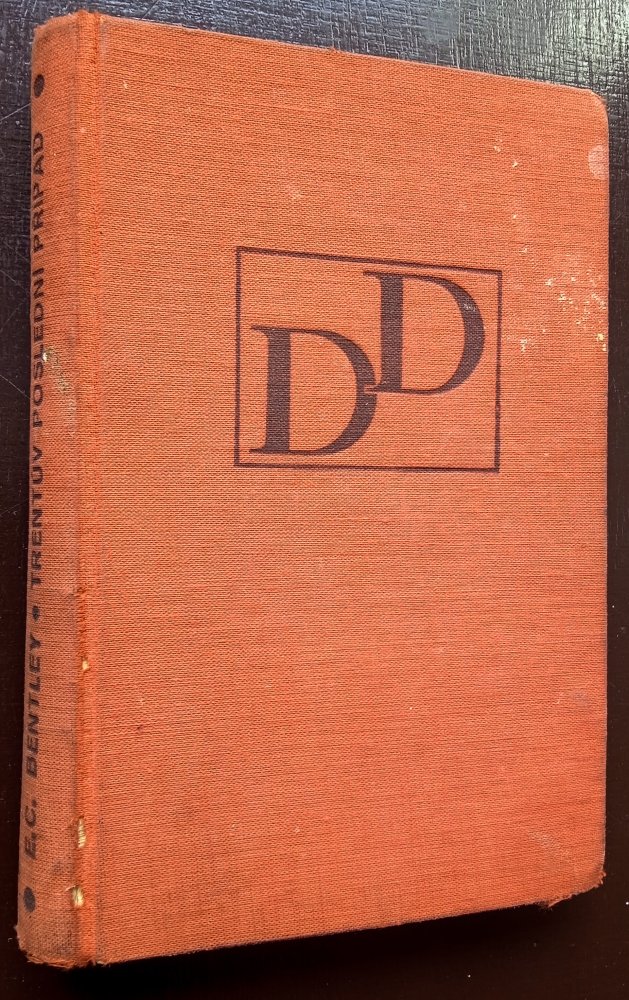 ● E.C. BENTLEY ● TRENTŮV POSLEDNÍ PŘÍPAD ●
DD